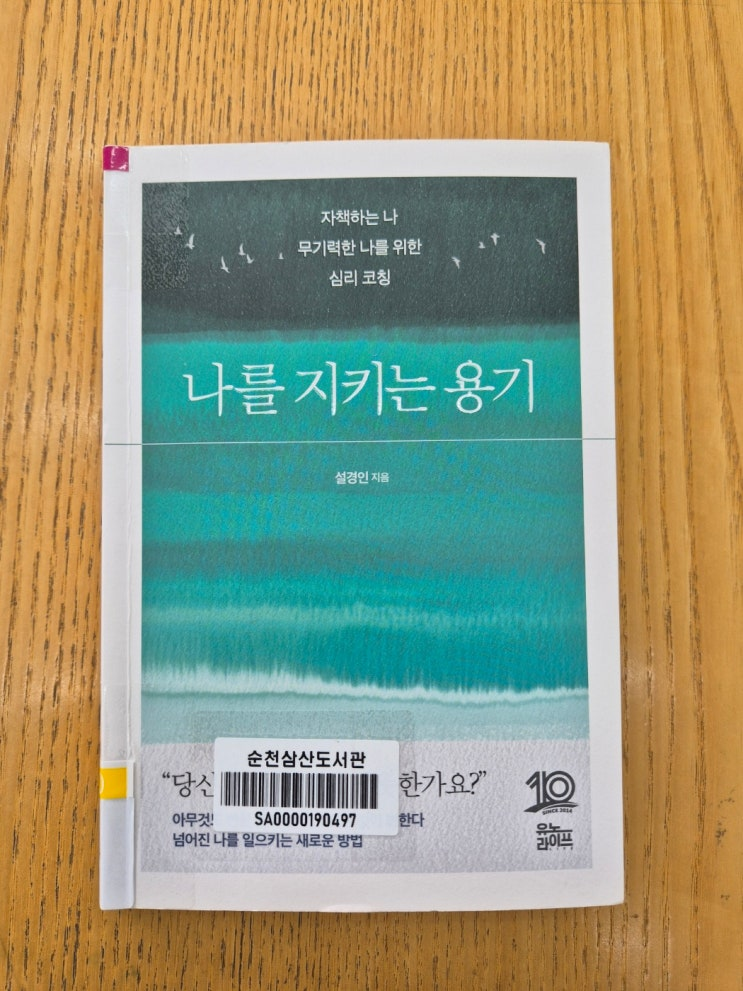 자책하는 나
무기력한 나를 위한
심리 코칭
나를 지키는 용기
설경인 지음
순천삼산도서관
SA0000190497
“당신 한가요?”
아무것 한다
넘어진 나를 일으키는 새로운 방법
10
SINCE 2014
유노
라이프